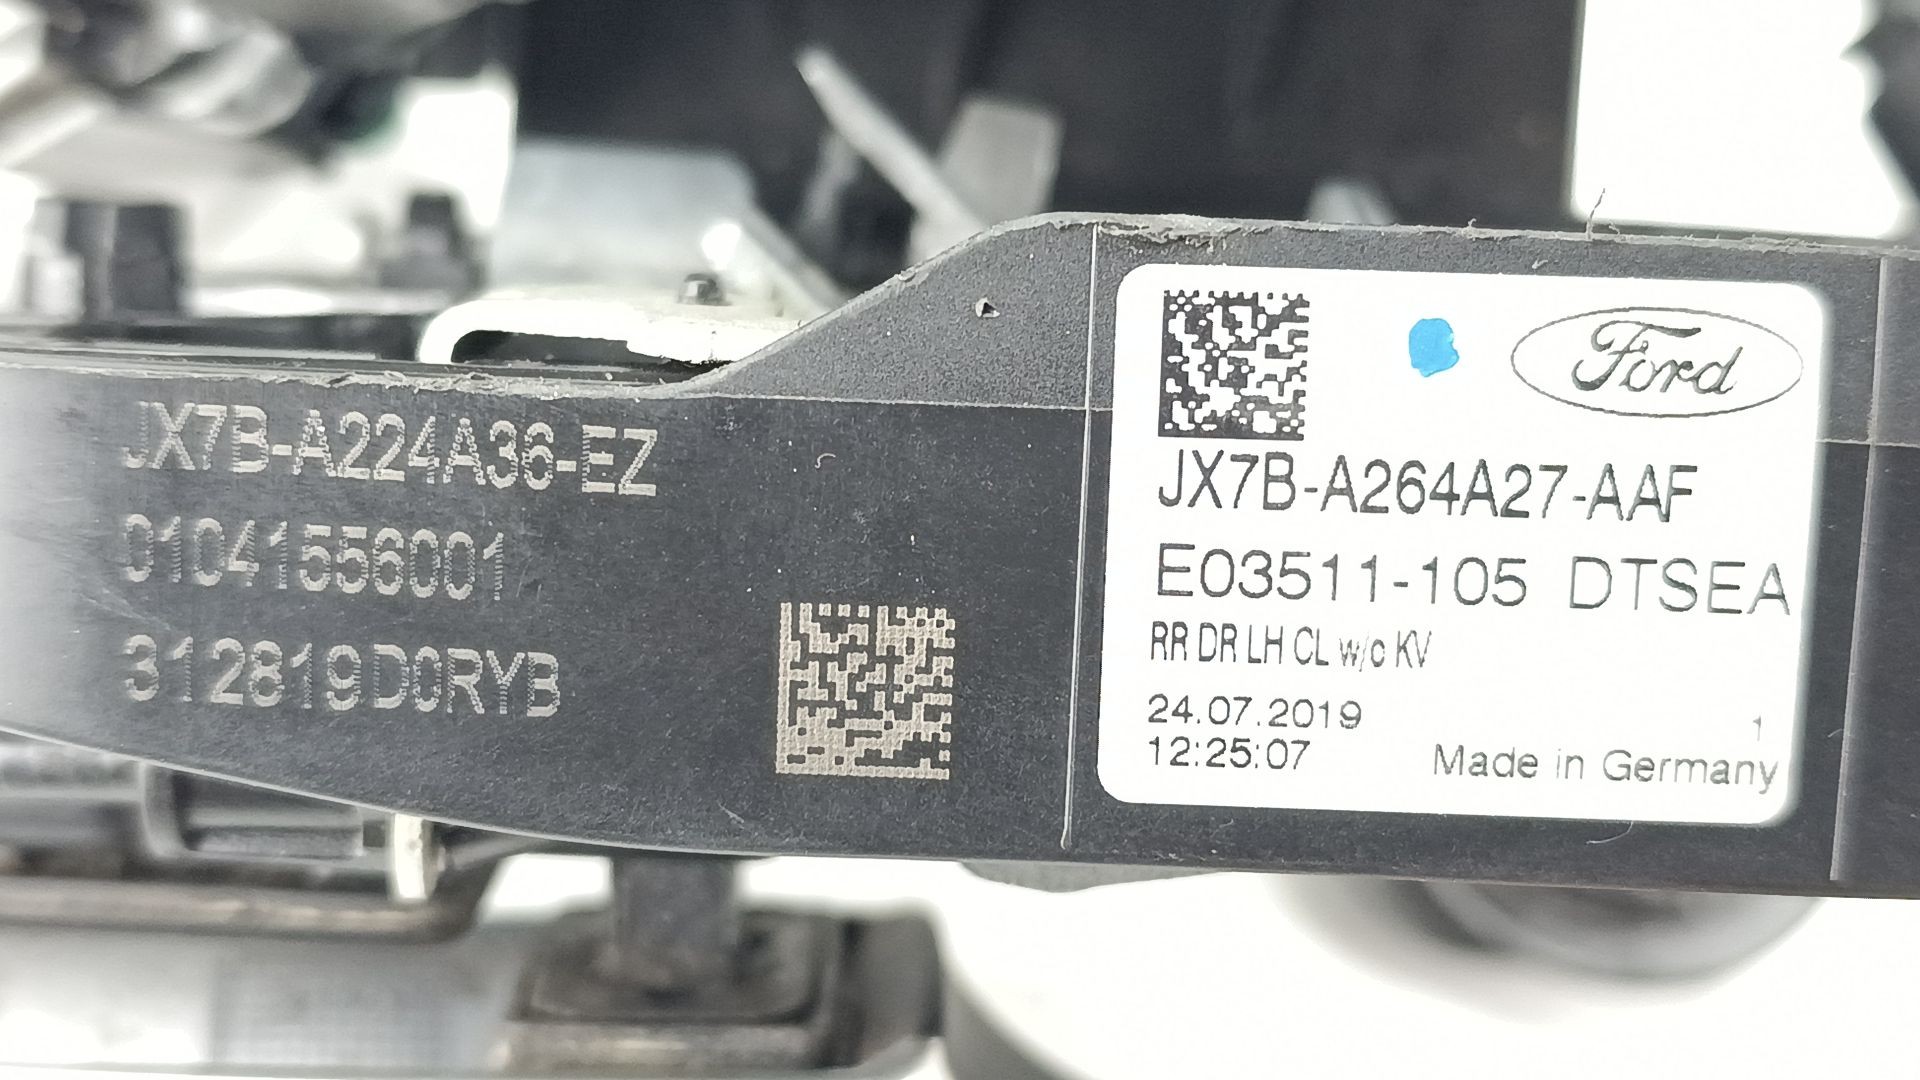 JX7B-A224A36-EZ
01041556001
312819D0RYB
Ford
JX7B-A264A27-AAF
E03511-105 DTSEA
RR DR LH CL w/c KV
24.07.2019
12:25:07
1
Made in Germany